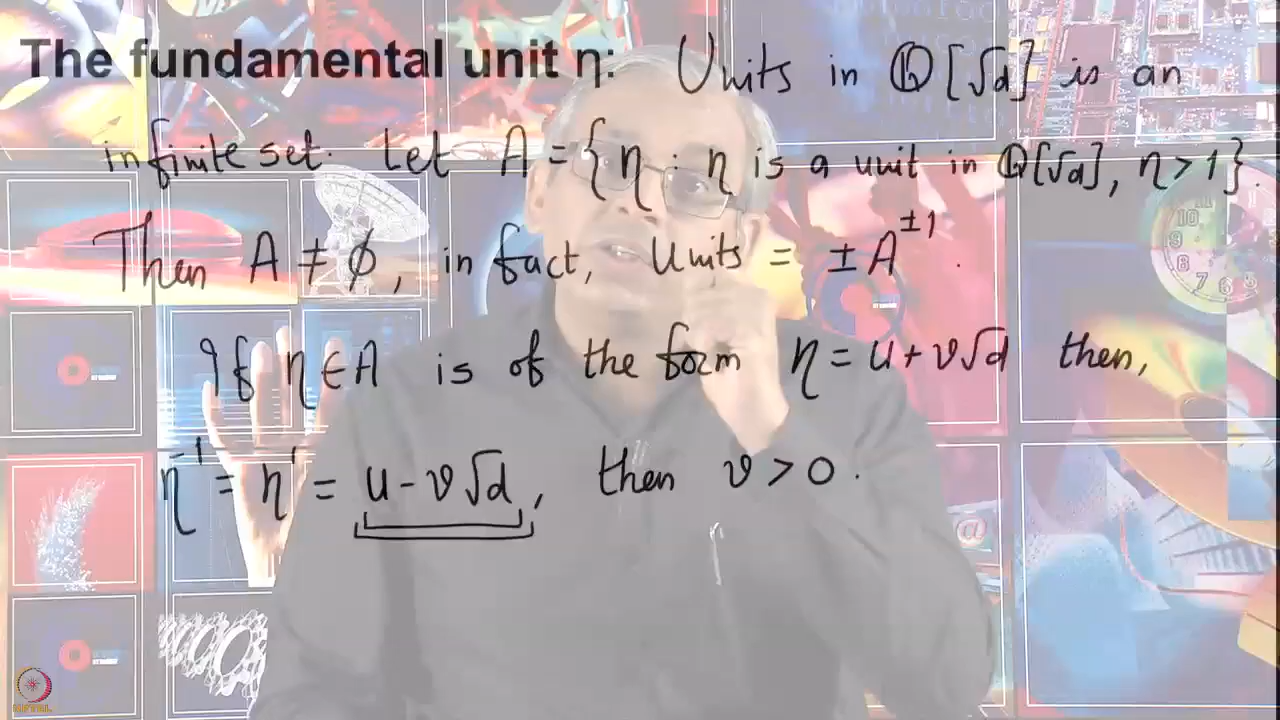 The fundamental unit η: Units in ℚ[√d] is an
infinite set. Let A = {η : η is a unit in ℚ[√d], η > 1}.
Then A ≠ ∅, in fact, Units = ±A^{±1}.
If η ∈ A is of the form η = u + v√d then,
η⁻¹ = η' = u - v√d, then v > 0.
NPTEL